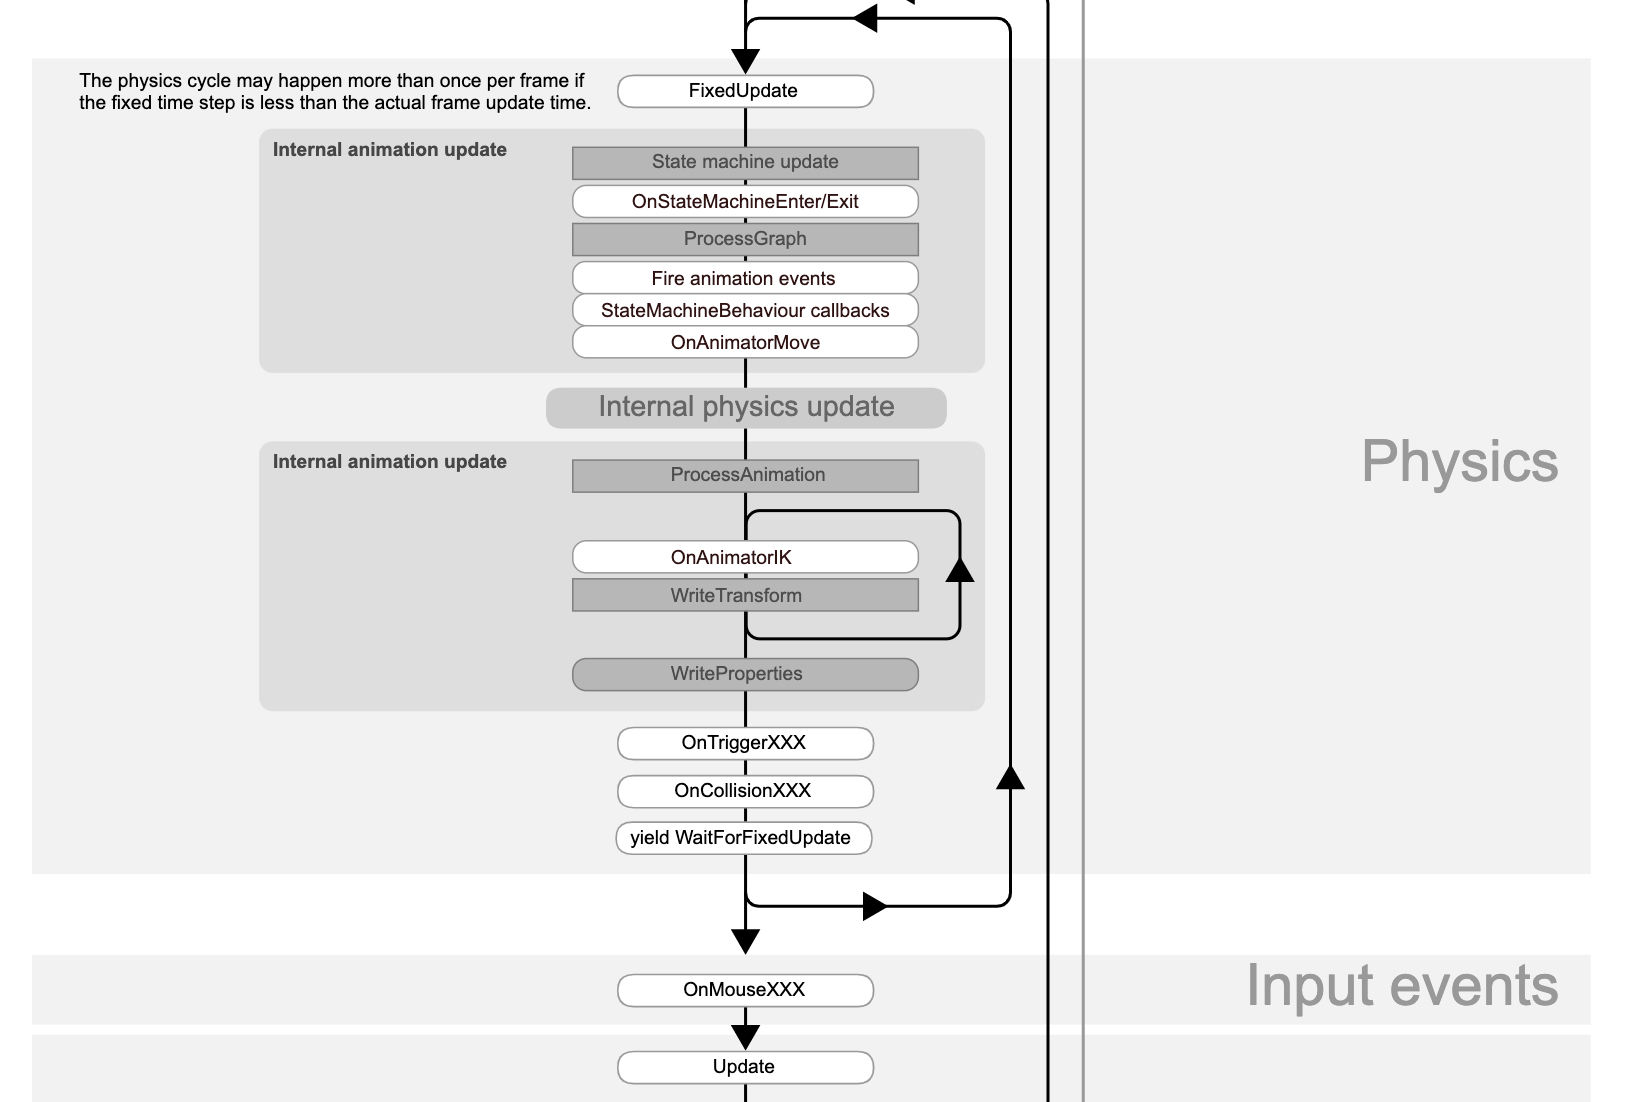 The physics cycle may happen more than once per frame if
the fixed time step is less than the actual frame update time.
FixedUpdate
Internal animation update
State machine update
OnStateMachineEnter/Exit
ProcessGraph
Fire animation events
StateMachineBehaviour callbacks
OnAnimatorMove
Internal physics update
Physics
Internal animation update
ProcessAnimation
OnAnimatorIK
WriteTransform
WriteProperties
OnTriggerXXX
OnCollisionXXX
yield WaitForFixedUpdate
Input events
OnMouseXXX
Update